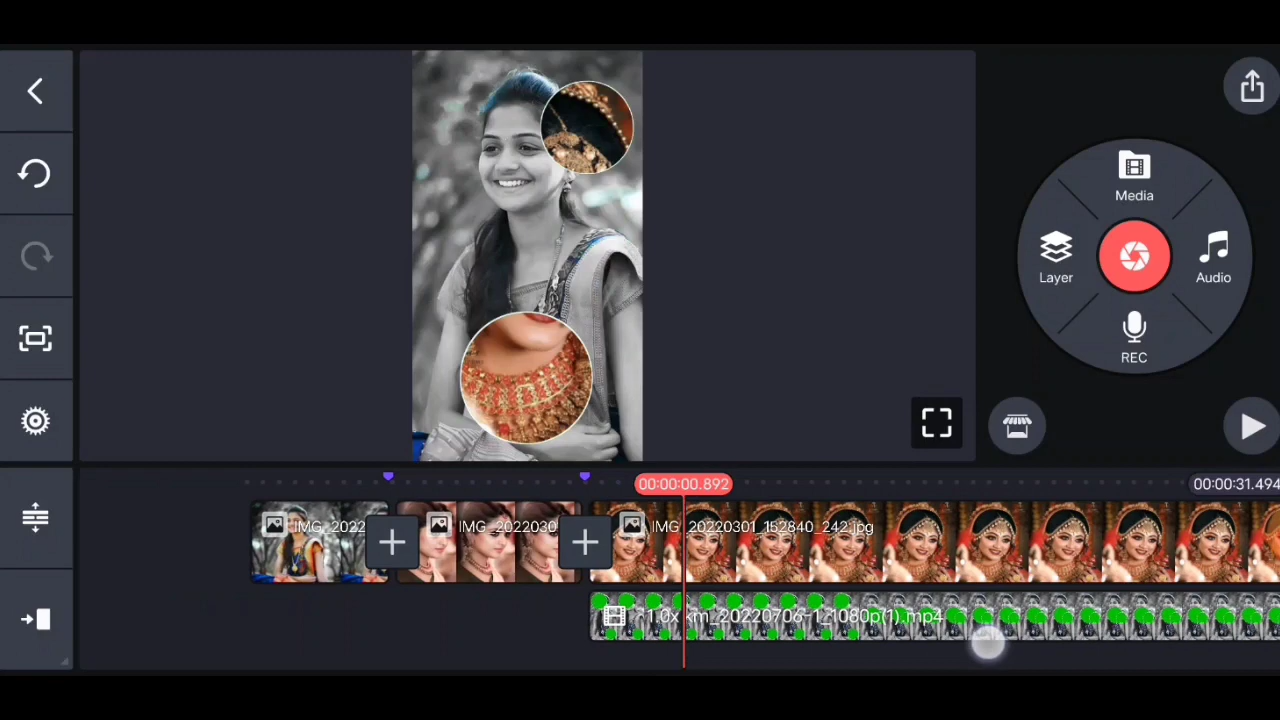 Media
Layer
Audio
REC
00:00:00.892
00:00:31.494
IMG_2022
IMG_2022030
IMG_20220301_152840_242.jpg
1.0x km_20220706-1_1080p(1).mp4